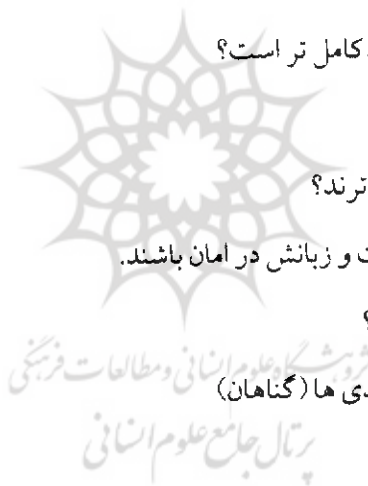 کامل تر است؟
ترند؟
ت و زبانش در امان باشند.
؟
پژوهشگاه علوم انسانی و مطالعات فرهنگی
دی ها (گناهان)
پرتال جامع علوم انسانی